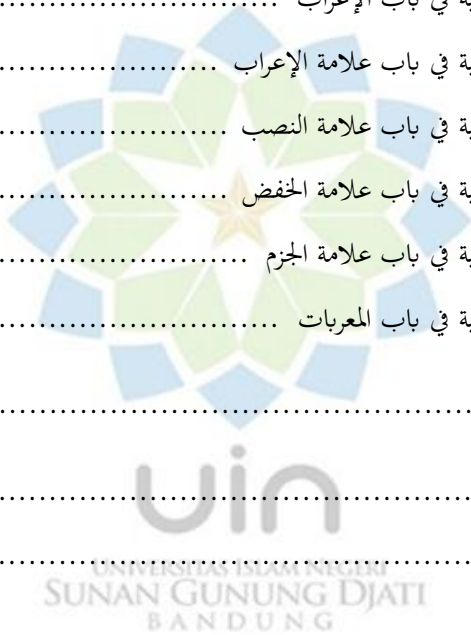 في باب الإعراب ............................
في باب علامة الإعراب ......................
في باب علامة النصب .......................
في باب علامة الخفض ........................
في باب علامة الجزم .........................
في باب المعربات ............................
................................................
................................................
................................................
uin
UNIVERSITAS ISLAM NEGERI
SUNAN GUNUNG DJATI
BANDUNG